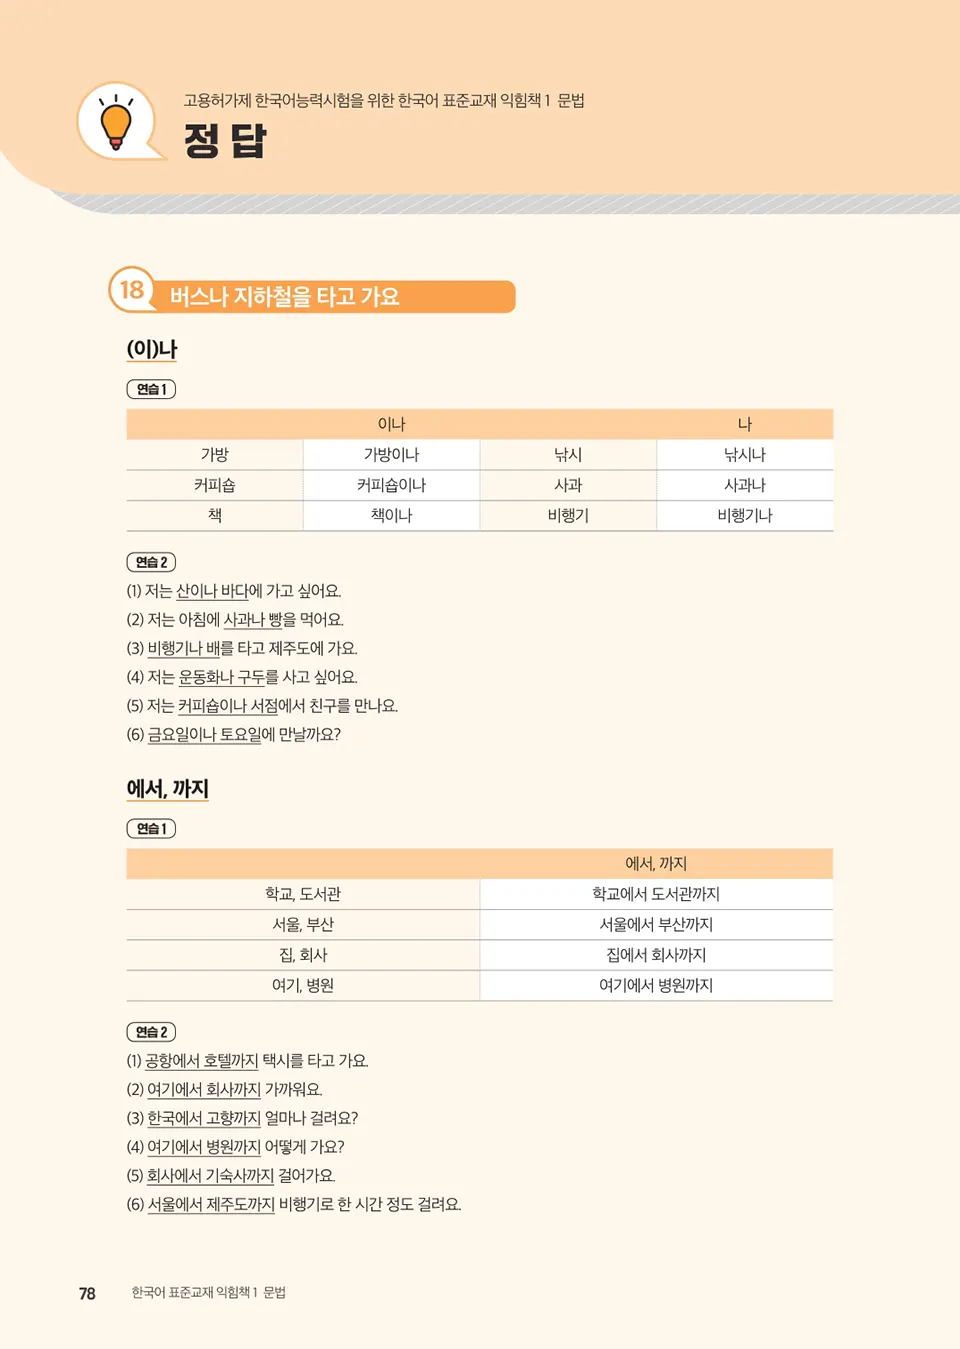 고용허가제 한국어능력시험을 위한 한국어 표준교재 익힘책 1 문법
정답
18 버스나 지하철을 타고 가요
(이)나
연습 1
이나 나
가방 가방이나 낚시 낚시나
커피숍 커피숍이나 사과 사과나
책 책이나 비행기 비행기나
연습 2
(1) 저는 산이나 바다에 가고 싶어요.
(2) 저는 아침에 사과나 빵을 먹어요.
(3) 비행기나 배를 타고 제주도에 가요.
(4) 저는 운동화나 구두를 사고 싶어요.
(5) 저는 커피숍이나 서점에서 친구를 만나요.
(6) 금요일이나 토요일에 만날까요?
에서, 까지
연습 1
에서, 까지
학교, 도서관 학교에서 도서관까지
서울, 부산 서울에서 부산까지
집, 회사 집에서 회사까지
여기, 병원 여기에서 병원까지
연습 2
(1) 공항에서 호텔까지 택시를 타고 가요.
(2) 여기에서 회사까지 가까워요.
(3) 한국에서 고향까지 얼마나 걸려요?
(4) 여기에서 병원까지 어떻게 가요?
(5) 회사에서 기숙사까지 걸어가요.
(6) 서울에서 제주도까지 비행기로 한 시간 정도 걸려요.
78 한국어 표준교재 익힘책 1 문법